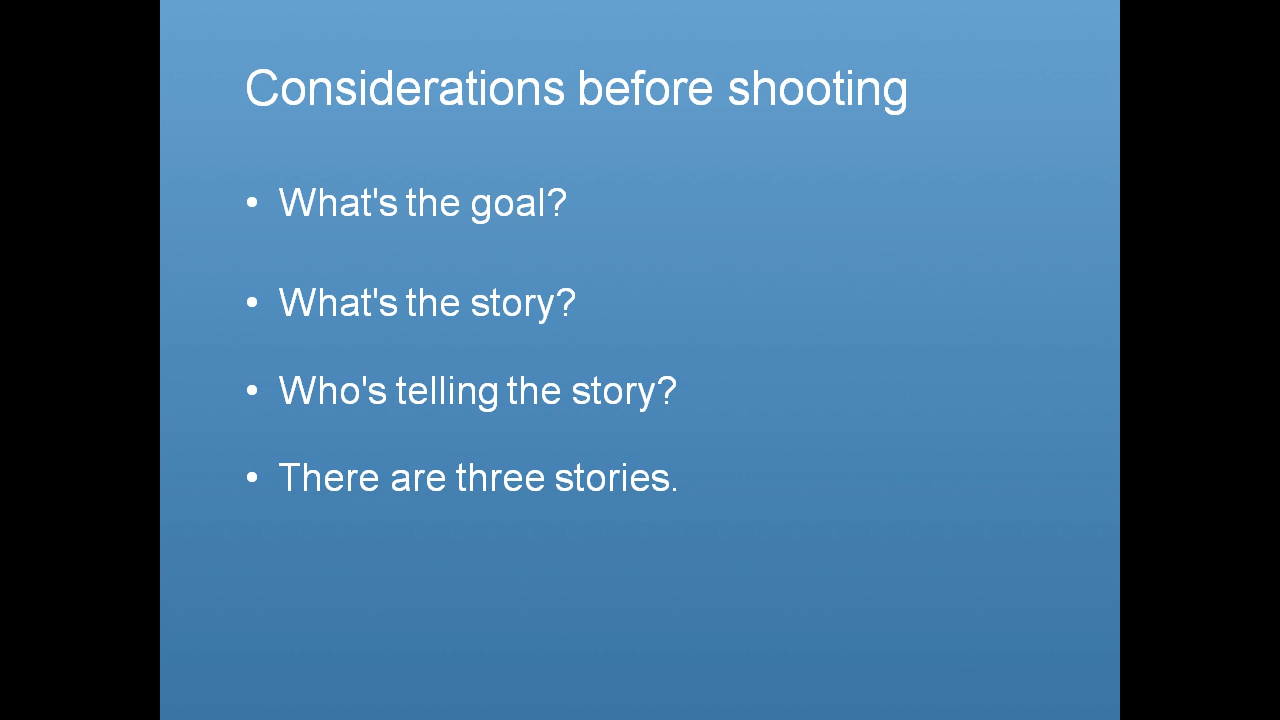 Considerations before shooting
• What's the goal?
• What's the story?
• Who's telling the story?
• There are three stories.